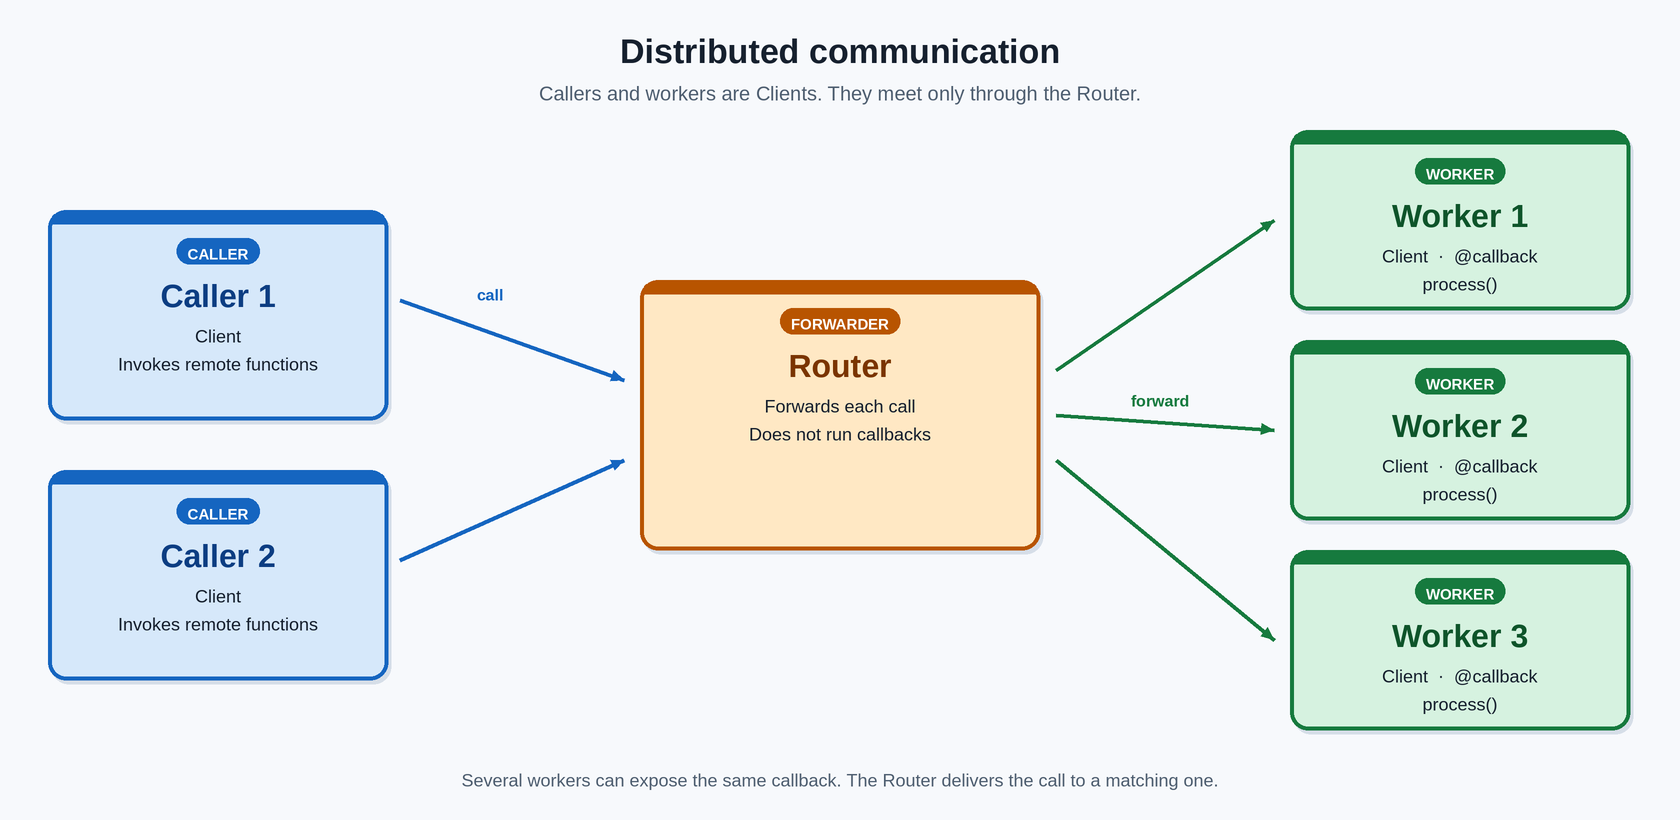 Distributed communication
Callers and workers are Clients. They meet only through the Router.
CALLER
Caller 1
Client
Invokes remote functions
call
CALLER
Caller 2
Client
Invokes remote functions
FORWARDER
Router
Forwards each call
Does not run callbacks
forward
WORKER
Worker 1
Client · @callback
process()
WORKER
Worker 2
Client · @callback
process()
WORKER
Worker 3
Client · @callback
process()
Several workers can expose the same callback. The Router delivers the call to a matching one.